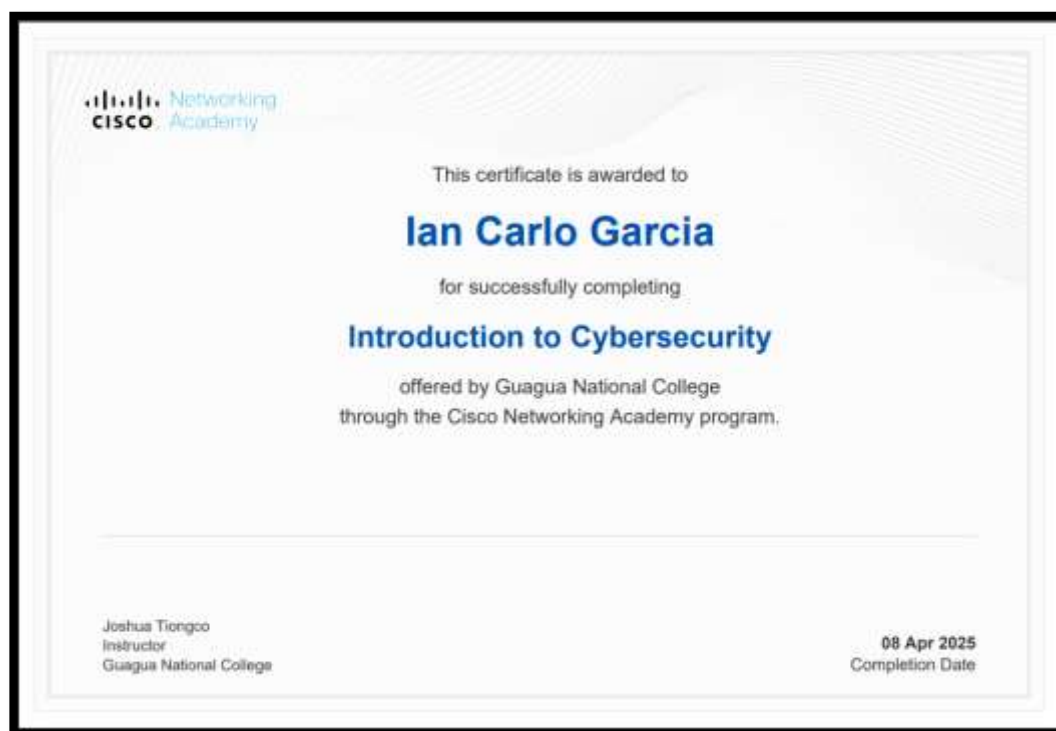 Networking
CISCO Academy
This certificate is awarded to
Ian Carlo Garcia
for successfully completing
Introduction to Cybersecurity
offered by Guagua National College
through the Cisco Networking Academy program.
Joshua Tiongco
Instructor
Guagua National College
08 Apr 2025
Completion Date